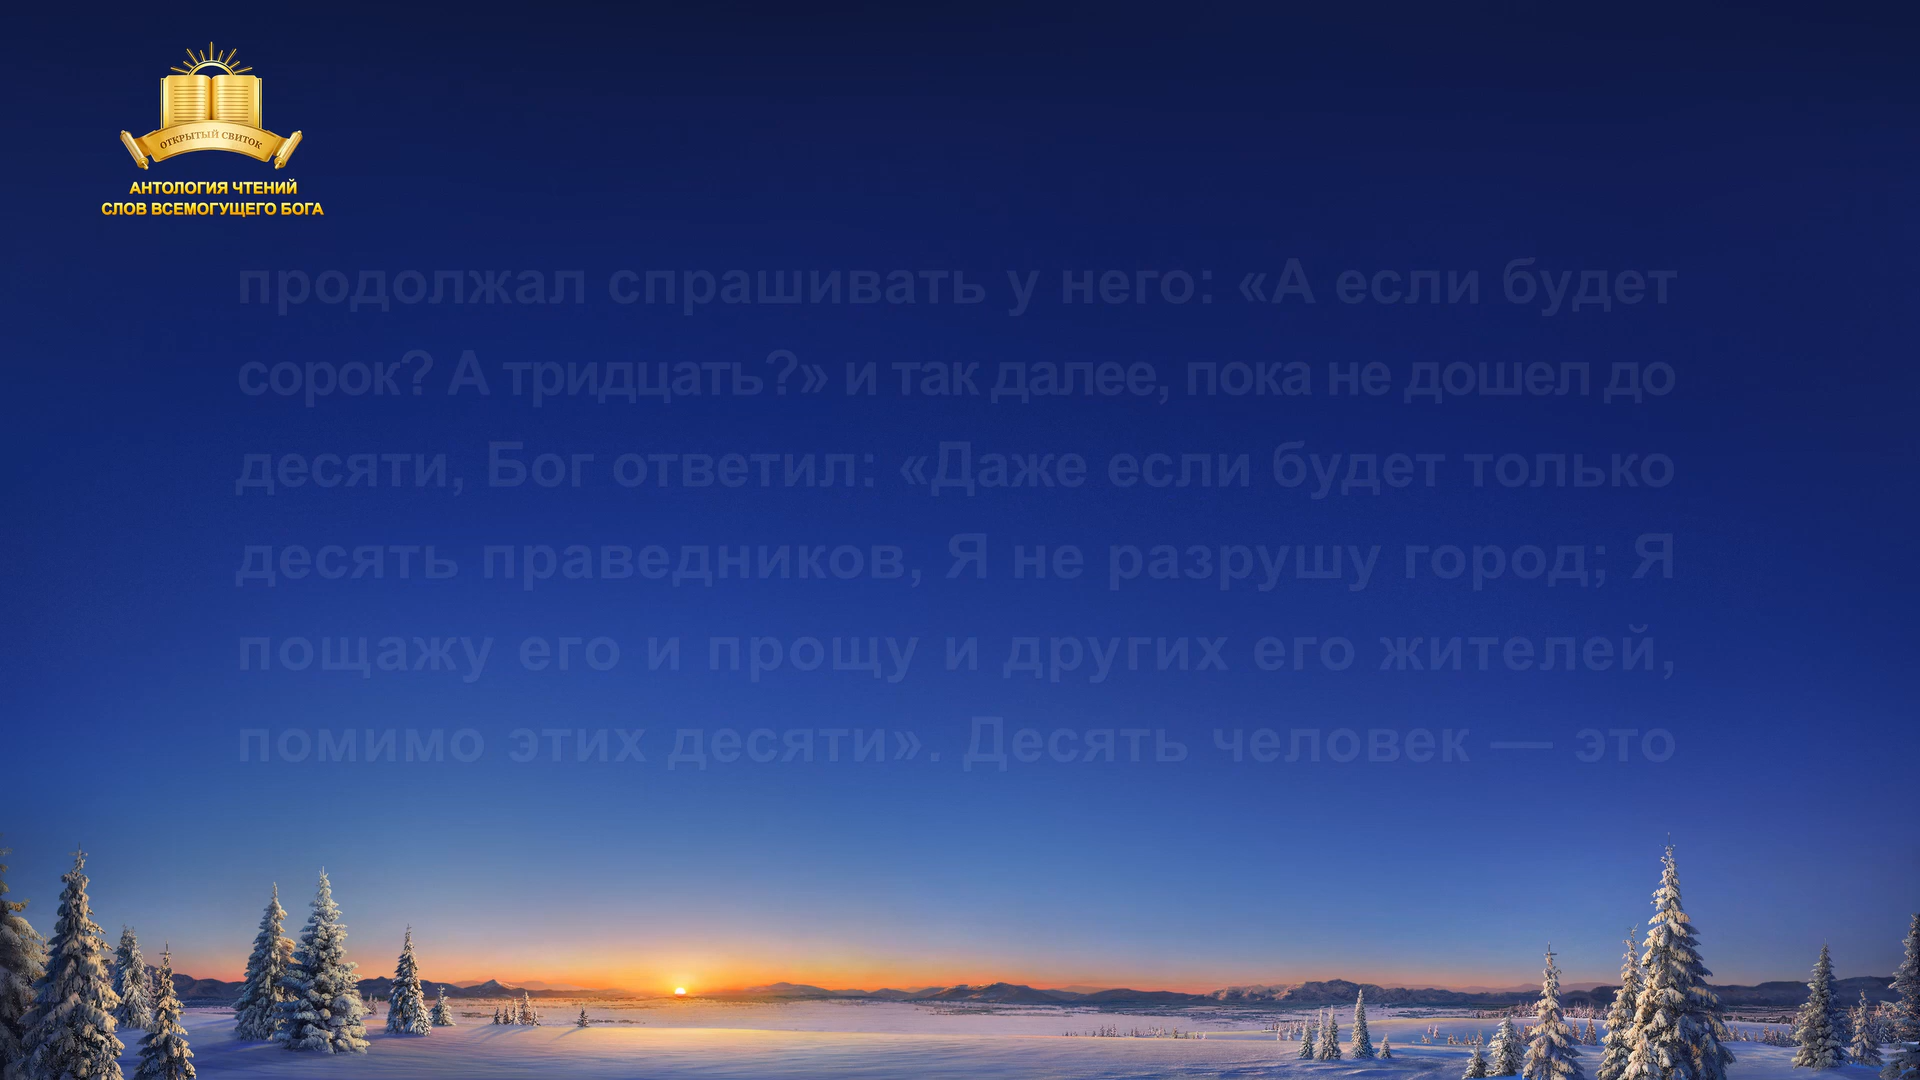 ОТКРЫТЫЙ СВИТОК
АНТОЛОГИЯ ЧТЕНИЙ
СЛОВ ВСЕМОГУЩЕГО БОГА
продолжал спрашивать у него: «А если будет
сорок? А тридцать?» и так далее, пока не дошел до
десяти, Бог ответил: «Даже если будет только
десять праведников, Я не разрушу город; Я
пощажу его и прощу и других его жителей,
помимо этих десяти». Десять человек — это